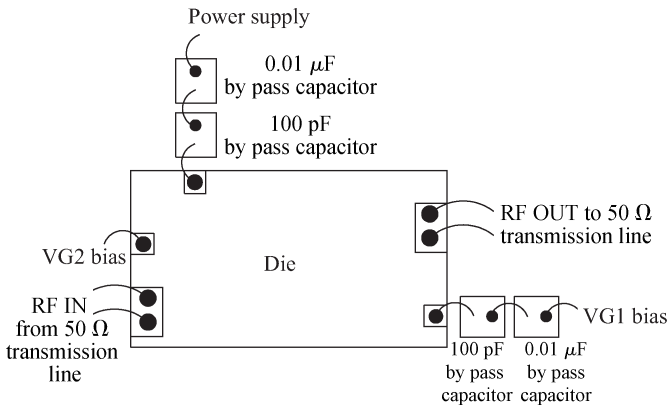 Power supply
0.01 μF
by pass capacitor
100 pF
by pass capacitor
RF OUT to 50 Ω
transmission line
VG2 bias
Die
RF IN
from 50 Ω
transmission
line
VG1 bias
100 pF
by pass
capacitor
0.01 μF
by pass
capacitor